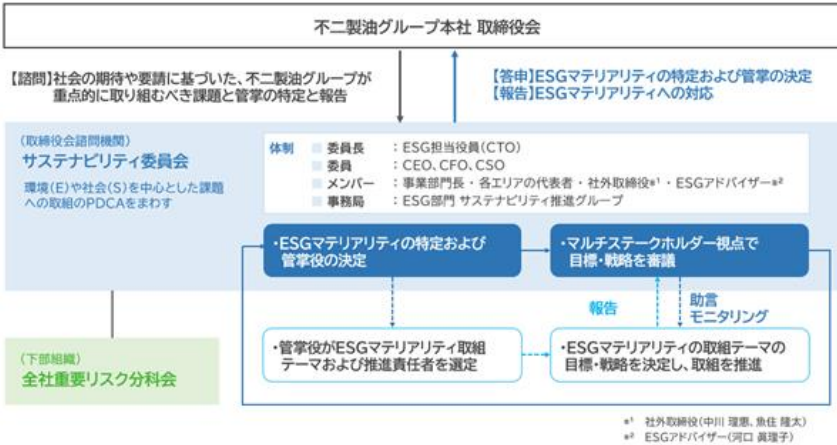 不二製油グループ本社 取締役会
【諮問】社会の期待や要請に基づいた、不二製油グループが
重点的に取り組むべき課題と管掌の特定と報告
【答申】ESGマテリアリティの特定および管掌の決定
【報告】ESGマテリアリティへの対応
(取締役会諮問機関)
サステナビリティ委員会
環境(E)や社会(S)を中心とした課題
への取組のPDCAをまわす
体制 委員長 :ESG担当役員(CTO)
委員 :CEO、CFO、CSO
メンバー :事業部門長・各エリアの代表者・社外取締役※1・ESGアドバイザー※2
事務局 :ESG部門 サステナビリティ推進グループ
・ESGマテリアリティの特定および
管掌役の決定
・マルチステークホルダー視点で
目標・戦略を審議
報告
助言
モニタリング
(下部組織)
全社重要リスク分科会
・管掌役がESGマテリアリティ取組
テーマおよび推進責任者を選定
・ESGマテリアリティの取組テーマの
目標・戦略を決定し、取組を推進
※1 社外取締役(中川 理恵、魚住 隆太)
※2 ESGアドバイザー(河口 眞理子)